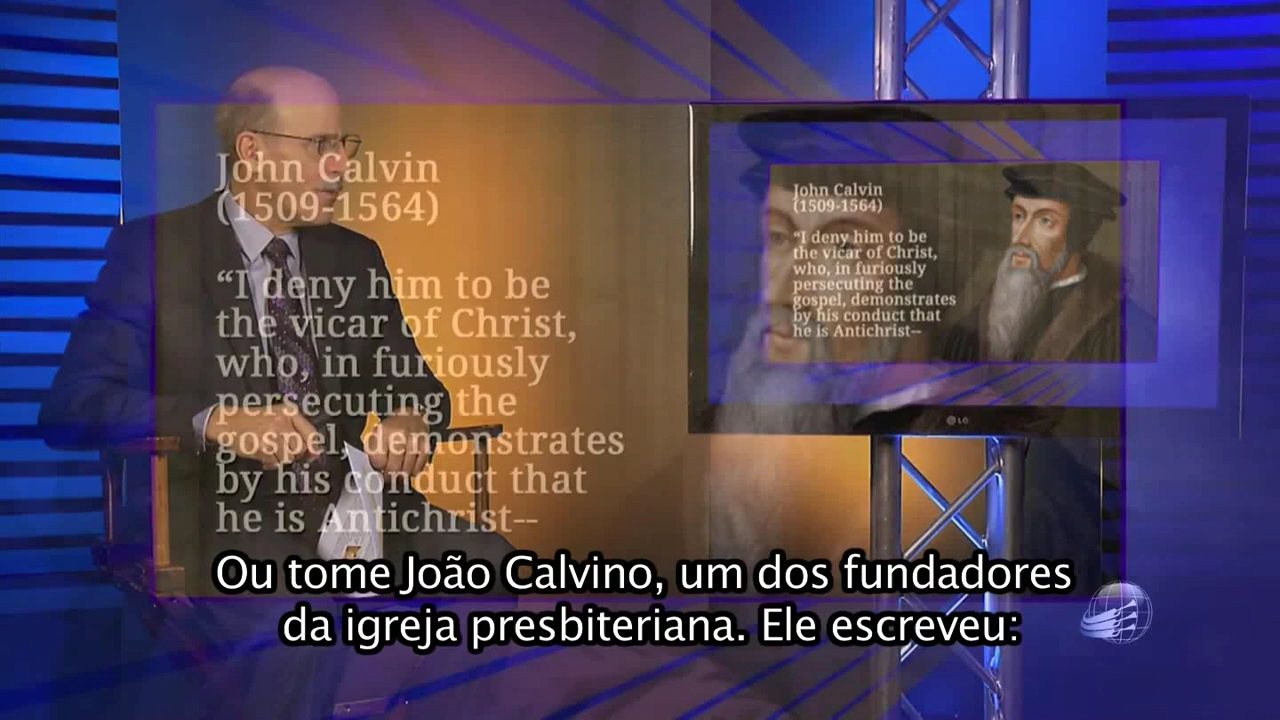 John Calvin
(1509-1564)
“I deny him to be
the vicar of Christ,
who, in furiously
persecuting the
gospel, demonstrates
by his conduct that
he is Antichrist--
John Calvin
(1509-1564)
“I deny him to be
the vicar of Christ,
who, in furiously
persecuting the
gospel, demonstrates
by his conduct that
he is Antichrist--
LG
Ou tome João Calvino, um dos fundadores
da igreja presbiteriana. Ele escreveu: